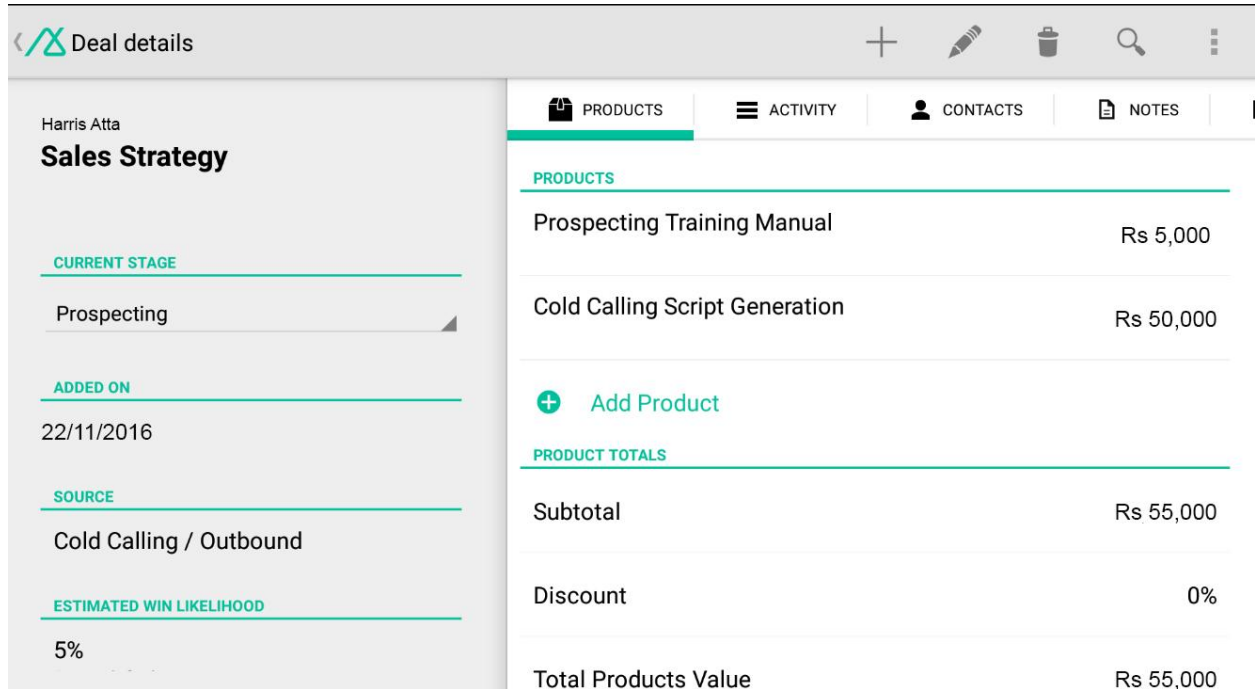 Deal details
Harris Atta
Sales Strategy
CURRENT STAGE
Prospecting
ADDED ON
22/11/2016
SOURCE
Cold Calling / Outbound
ESTIMATED WIN LIKELIHOOD
5%
PRODUCTS ACTIVITY CONTACTS NOTES
PRODUCTS
Prospecting Training Manual Rs 5,000
Cold Calling Script Generation Rs 50,000
Add Product
PRODUCT TOTALS
Subtotal Rs 55,000
Discount 0%
Total Products Value Rs 55,000